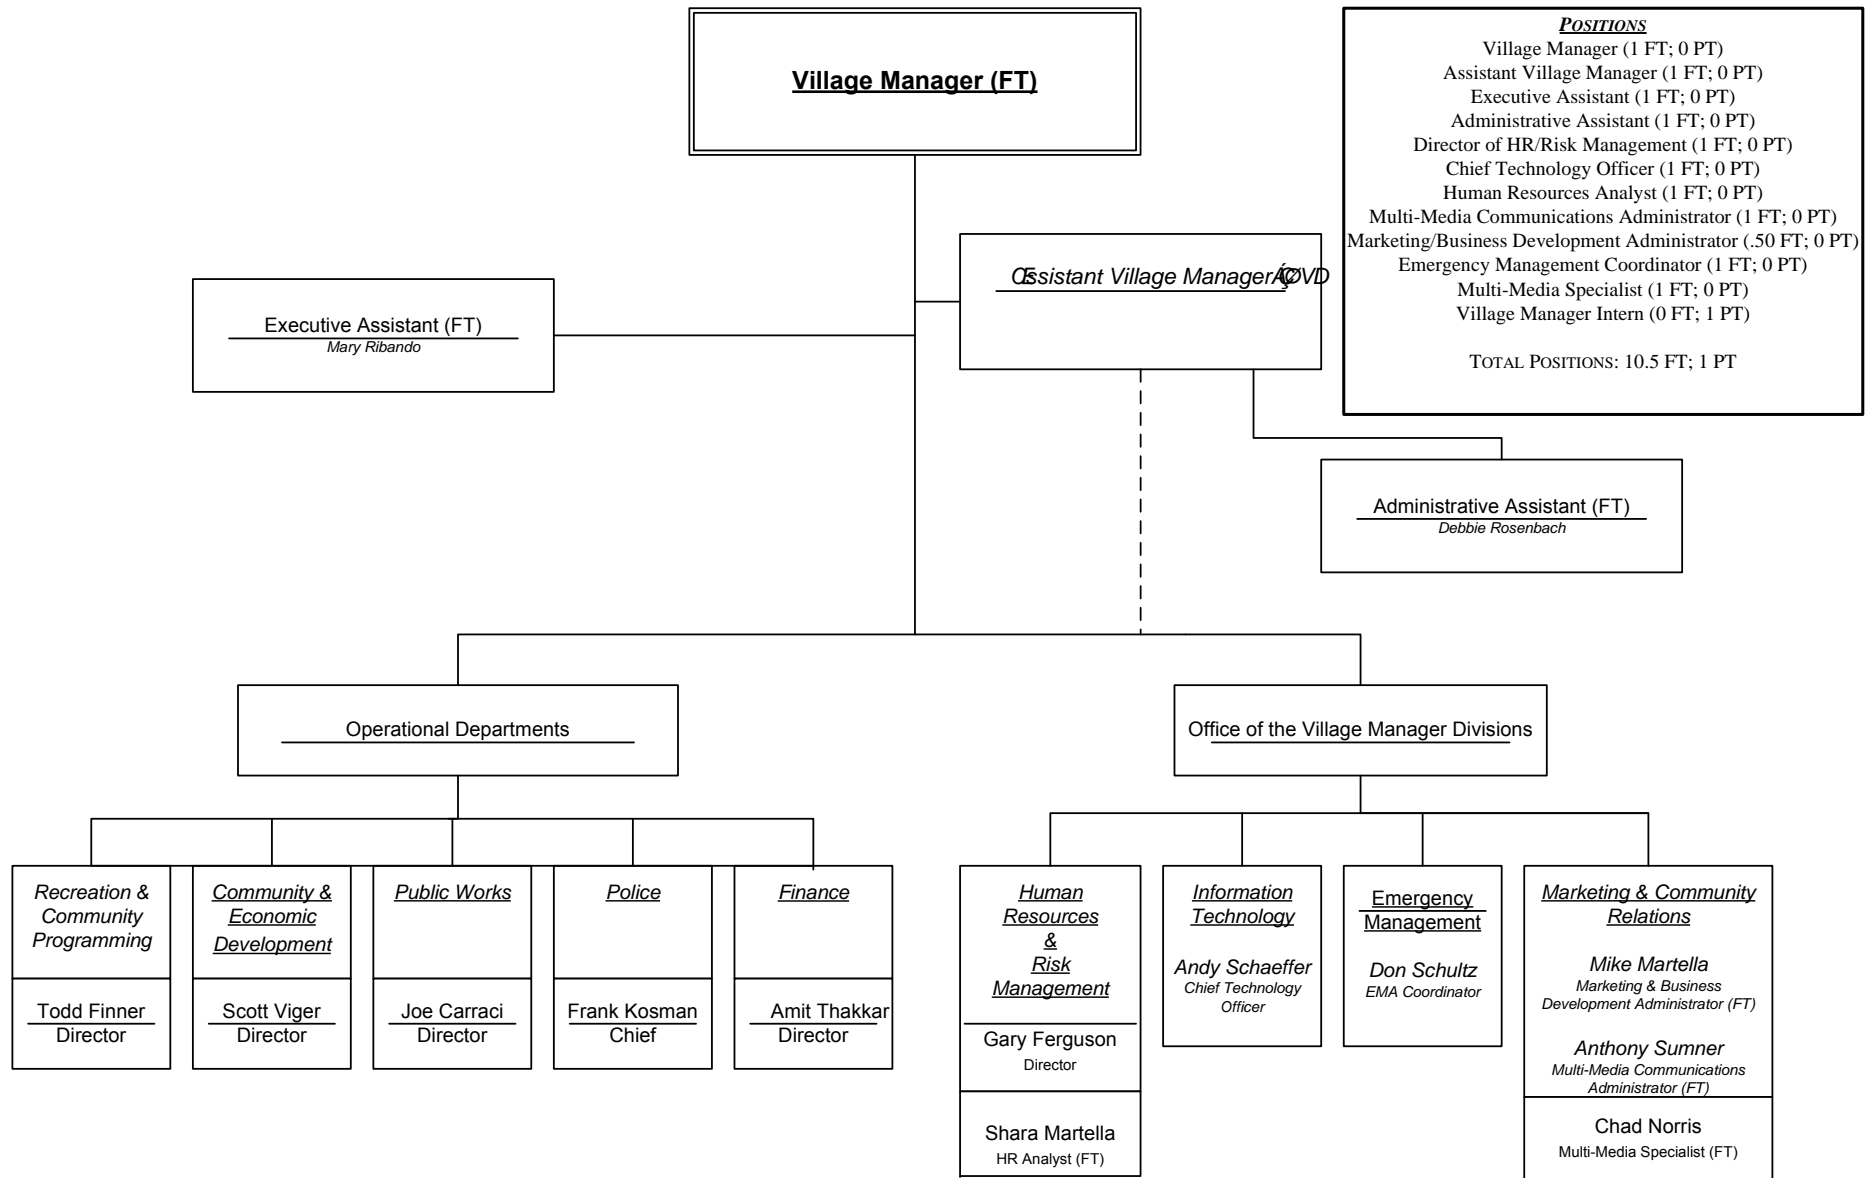 Village Manager (FT)
POSITIONS
Village Manager (1 FT; 0 PT)
Assistant Village Manager (1 FT; 0 PT)
Executive Assistant (1 FT; 0 PT)
Administrative Assistant (1 FT; 0 PT)
Director of HR/Risk Management (1 FT; 0 PT)
Chief Technology Officer (1 FT; 0 PT)
Human Resources Analyst (1 FT; 0 PT)
Multi-Media Communications Administrator (1 FT; 0 PT)
Marketing/Business Development Administrator (.50 FT; 0 PT)
Emergency Management Coordinator (1 FT; 0 PT)
Multi-Media Specialist (1 FT; 0 PT)
Village Manager Intern (0 FT; 1 PT)
TOTAL POSITIONS: 10.5 FT; 1 PT
Village
Executive Assistant (FT)
Mary Ribando
Administrative Assistant (FT)
Debbie Rosenbach
Operational Departments
Office of the Village Manager Divisions
Recreation &
Community
Programming
Todd Finner
Director
Community &
Economic
Development
Scott Viger
Director
Public Works
Joe Carraci
Director
Police
Frank Kosman
Chief
Finance
Amit Thakkar
Director
Human
Resources
&
Risk
Management
Gary Ferguson
Director
Shara Martella
HR Analyst (FT)
Information
Technology
Andy Schaeffer
Chief Technology
Officer
Emergency
Management
Don Schultz
EMA Coordinator
Marketing & Community
Relations
Mike Martella
Marketing & Business
Development Administrator (FT)
Anthony Sumner
Multi-Media Communications
Administrator (FT)
Chad Norris
Multi-Media Specialist (FT)